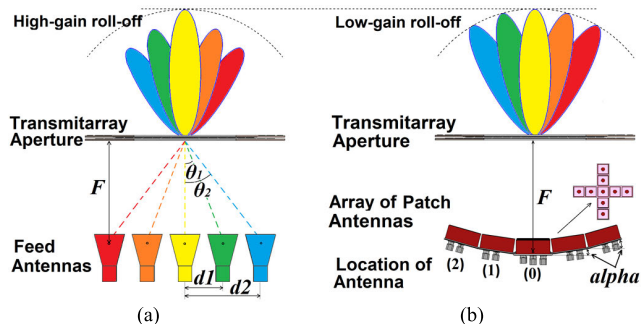 High-gain roll-off
Transmitarray
Aperture
F
θ1
θ2
Feed
Antennas
d1
d2
(a)
(b)
Low-gain roll-off
Transmitarray
Aperture
F
Array of Patch
Antennas
Location of
Antenna
(2)
(1)
(0)
alpha
(b)